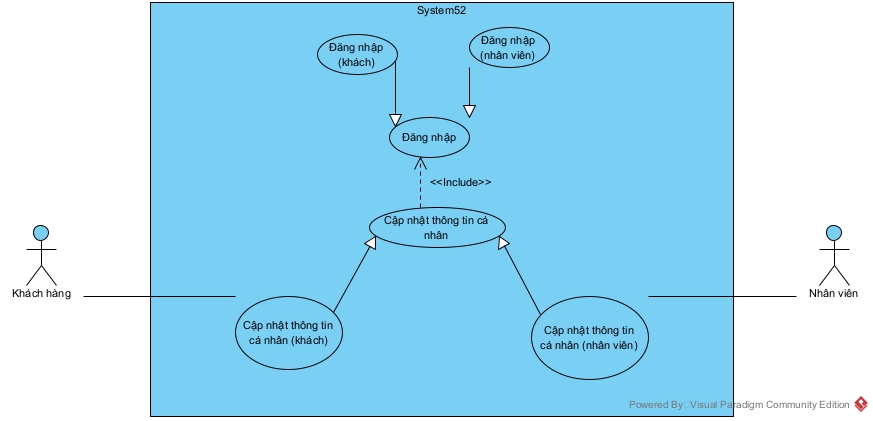 System52
Đăng nhập
(khách)
Đăng nhập
(nhân viên)
Đăng nhập
<<Include>>
Cập nhật thông tin cá
nhân
Khách hàng
Nhân viên
Cập nhật thông tin
cá nhân (khách)
Cập nhật thông tin
cá nhân (nhân viên)
Powered By: Visual Paradigm Community Edition